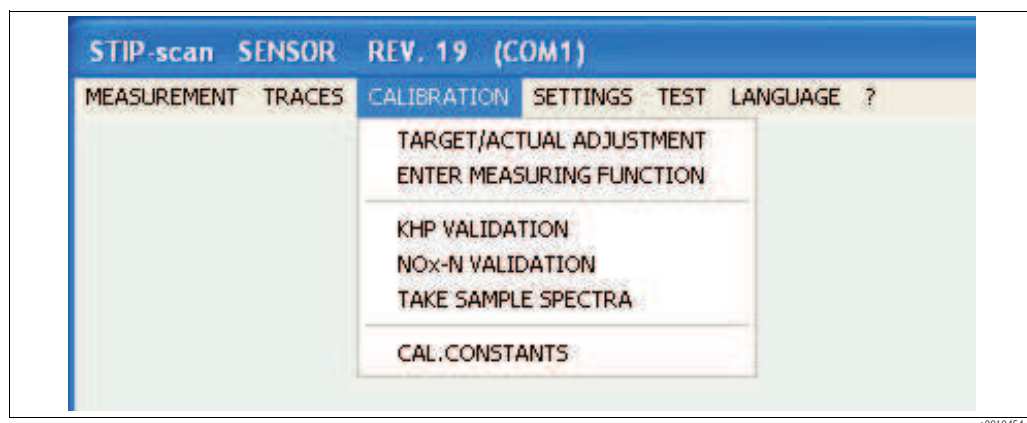 STIP-scan SENSOR REV. 19 (COM1)
MEASUREMENT TRACES CALIBRATION SETTINGS TEST LANGUAGE ?
TARGET/ACTUAL ADJUSTMENT
ENTER MEASURING FUNCTION
KHP VALIDATION
NOx-N VALIDATION
TAKE SAMPLE SPECTRA
CAL.CONSTANTS